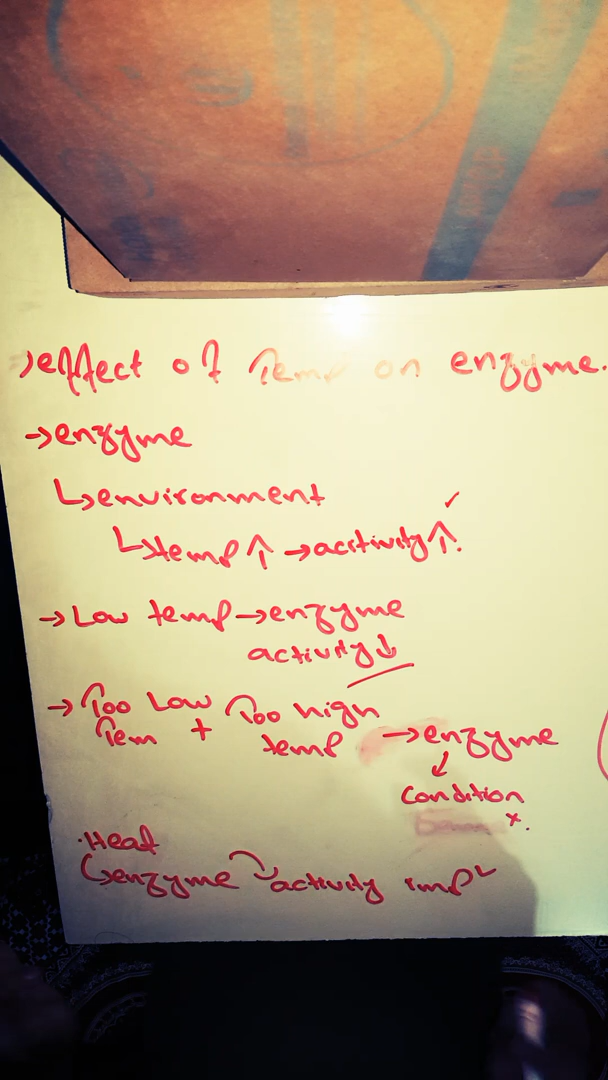 →effect of Temp on enzyme.
→enzyme
↳environment
↳temp↑ →acitivity↑. ✓
→Low temp→enzyme
activity↓
→Too Low Tem + Too high temp →enzyme
↓
condition
x.
.Heat
↳enzyme activity imp